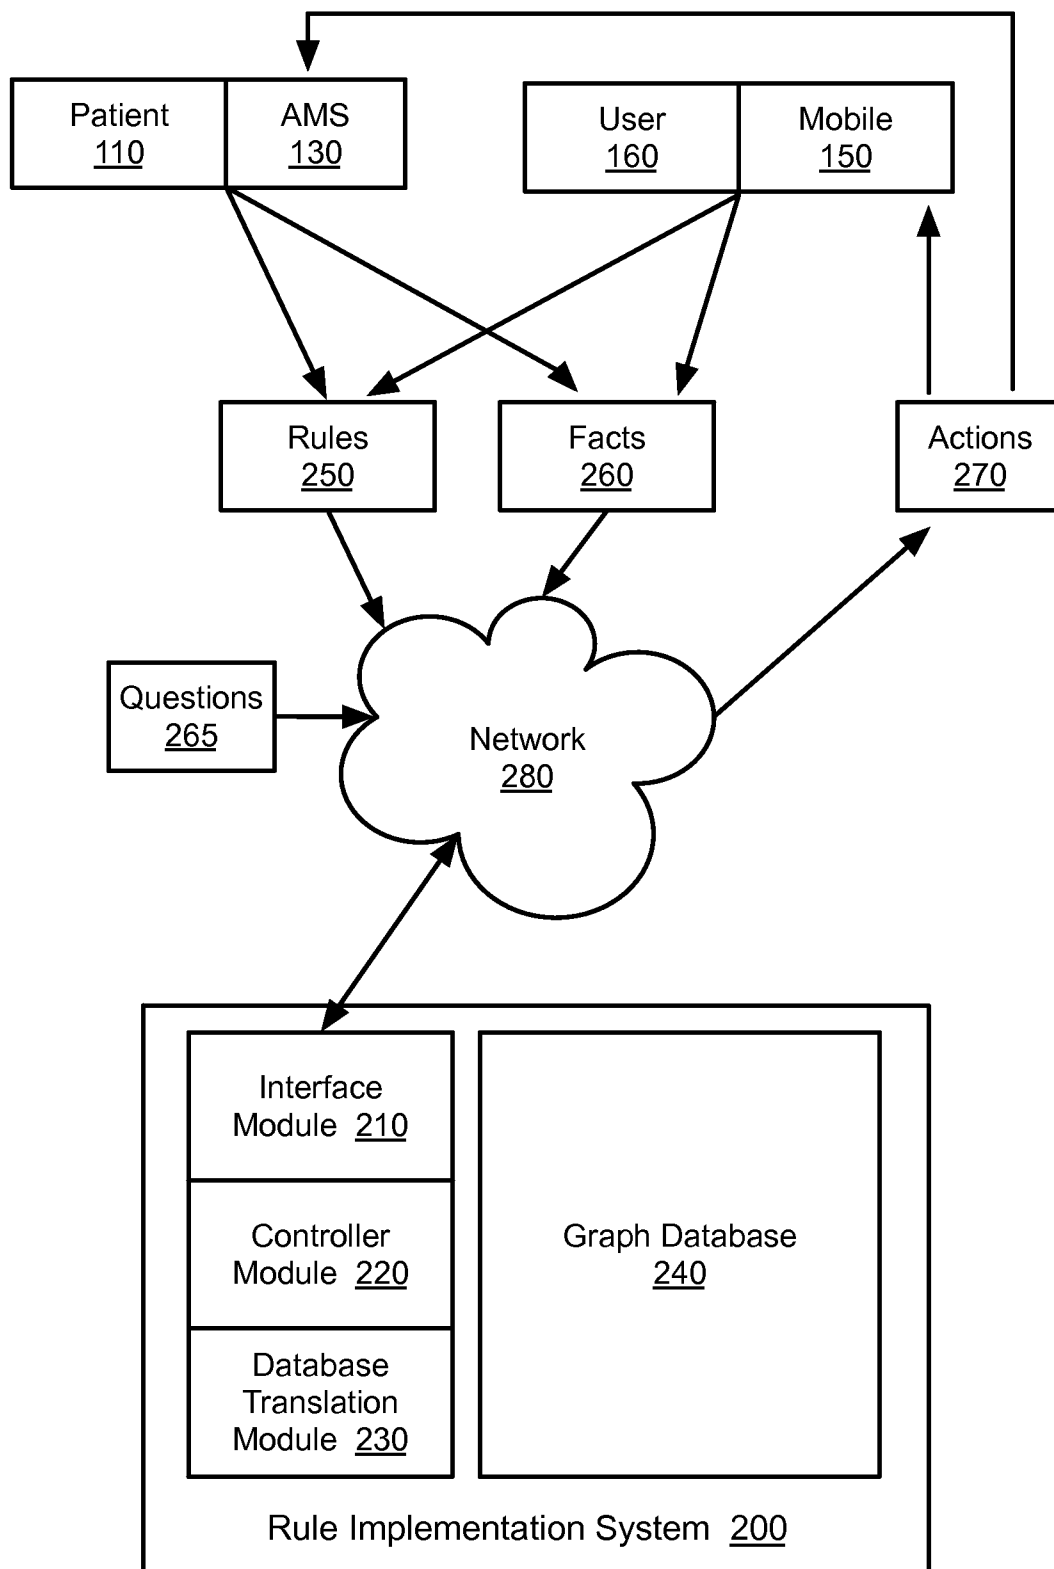 Patient
110
AMS
130
User
160
Mobile
150
Rules
250
Facts
260
Actions
270
Questions
265
Network
280
Interface
Module 210
Controller
Module 220
Database
Translation
Module 230
Graph Database
240
Rule Implementation System 200